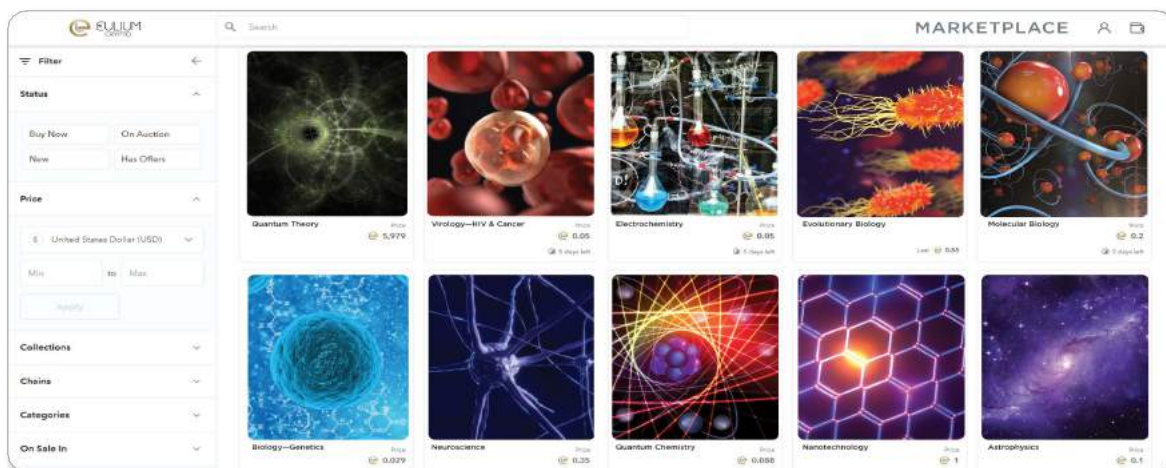 EULIUM
CRYPTO
Search
MARKETPLACE
Filter
Status
Buy Now
On Auction
New
Has Offers
Price
$ United States Dollar (USD)
Min to Max
Apply
Collections
Chains
Categories
On Sale In
Quantum Theory
Price
5,979
Virology—HIV & Cancer
Price
0.05
5 days left
Electrochemistry
Price
0.05
5 days left
Evolutionary Biology
Last 0.55
Molecular Biology
Price
0.2
5 days left
Biology—Genetics
Price
0.029
Neuroscience
Price
0.25
Quantum Chemistry
Price
0.088
Nanotechnology
Price
1
Astrophysics
Price
0.1